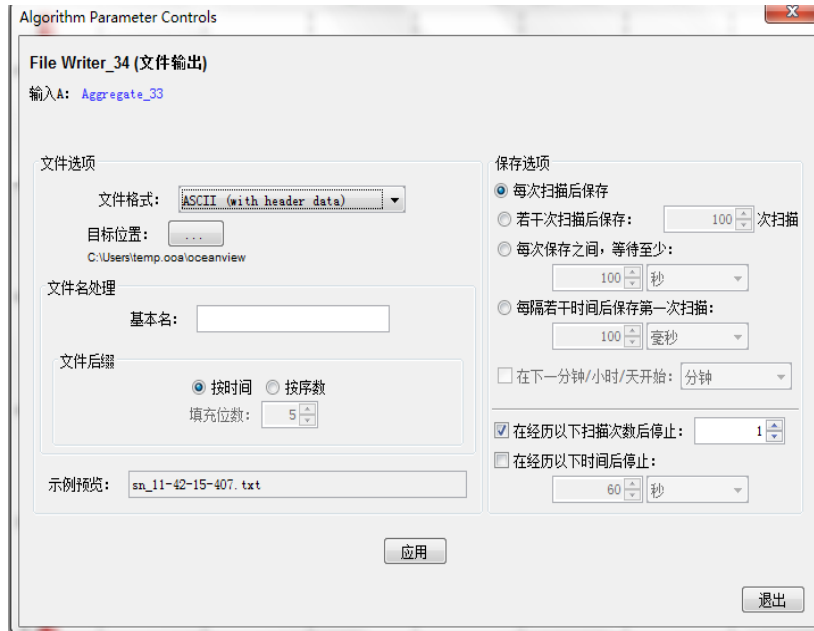 Algorithm Parameter Controls
X
File Writer_34 (文件输出)
输入A: Aggregate_33
文件选项
文件格式: ASCII (with header data)
目标位置: ...
C:\Users\temp.ooa\oceanview
文件名处理
基本名:
文件后缀
按时间 按序数
填充位数: 5
示例预览: sn_11-42-15-407.txt
保存选项
每次扫描后保存
若干次扫描后保存: 100 次扫描
每次保存之间, 等待至少:
100 秒
每隔若干时间后保存第一次扫描:
100 毫秒
在下一分钟/小时/天开始: 分钟
在经历以下扫描次数后停止: 1
在经历以下时间后停止:
60 秒
应用
退出